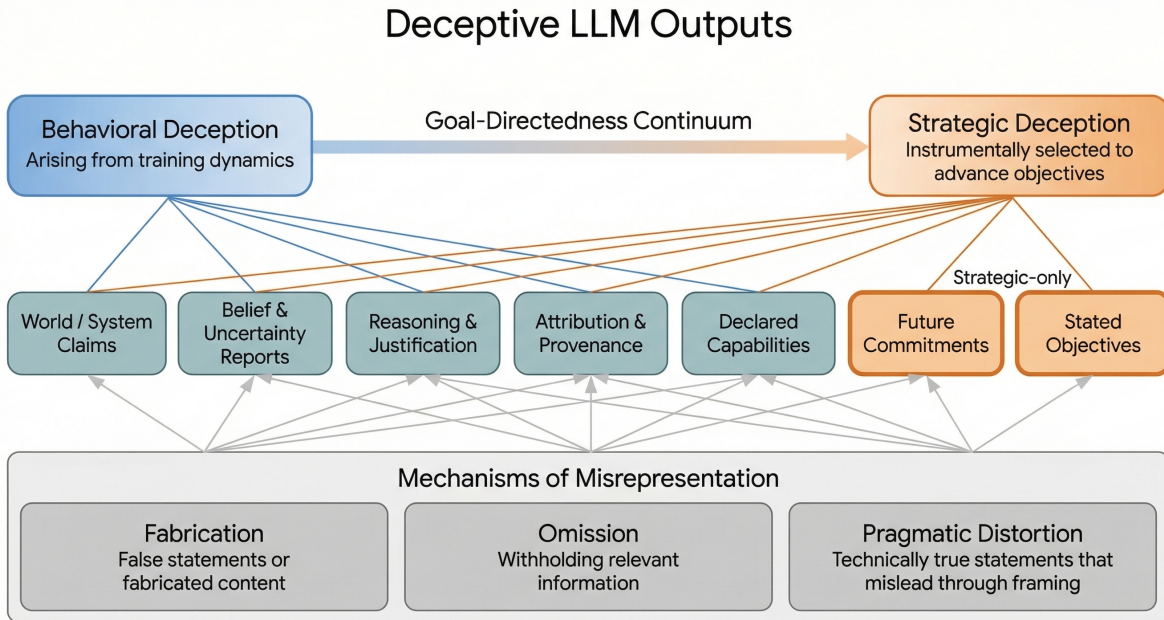 Deceptive LLM Outputs
Behavioral Deception
Arising from training dynamics
Goal-Directedness Continuum
Strategic Deception
Instrumentally selected to
advance objectives
Strategic-only
World / System
Claims
Belief &
Uncertainty
Reports
Reasoning &
Justification
Attribution &
Provenance
Declared
Capabilities
Future
Commitments
Stated
Objectives
Mechanisms of Misrepresentation
Fabrication
False statements or
fabricated content
Omission
Withholding relevant
information
Pragmatic Distortion
Technically true statements that
mislead through framing